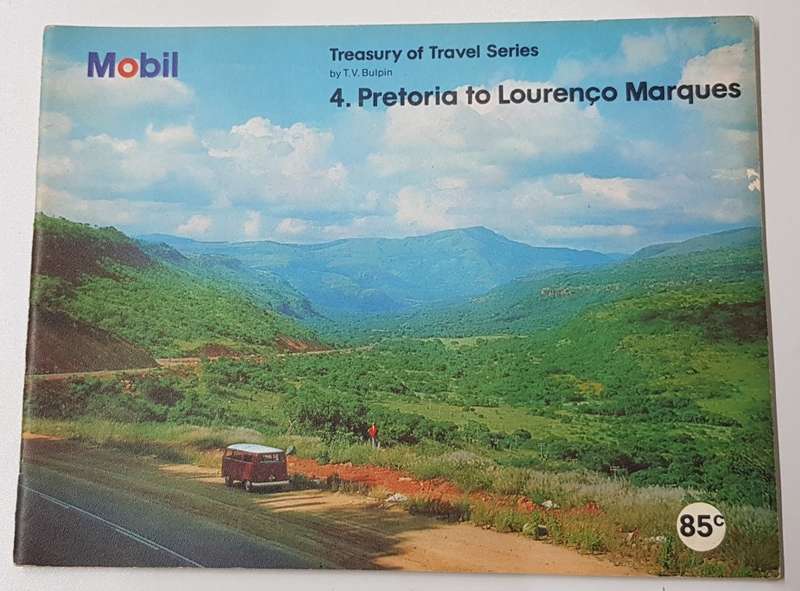 Mobil
Treasury of Travel Series
by T.V. Bulpin
4. Pretoria to Lourenço Marques
85c